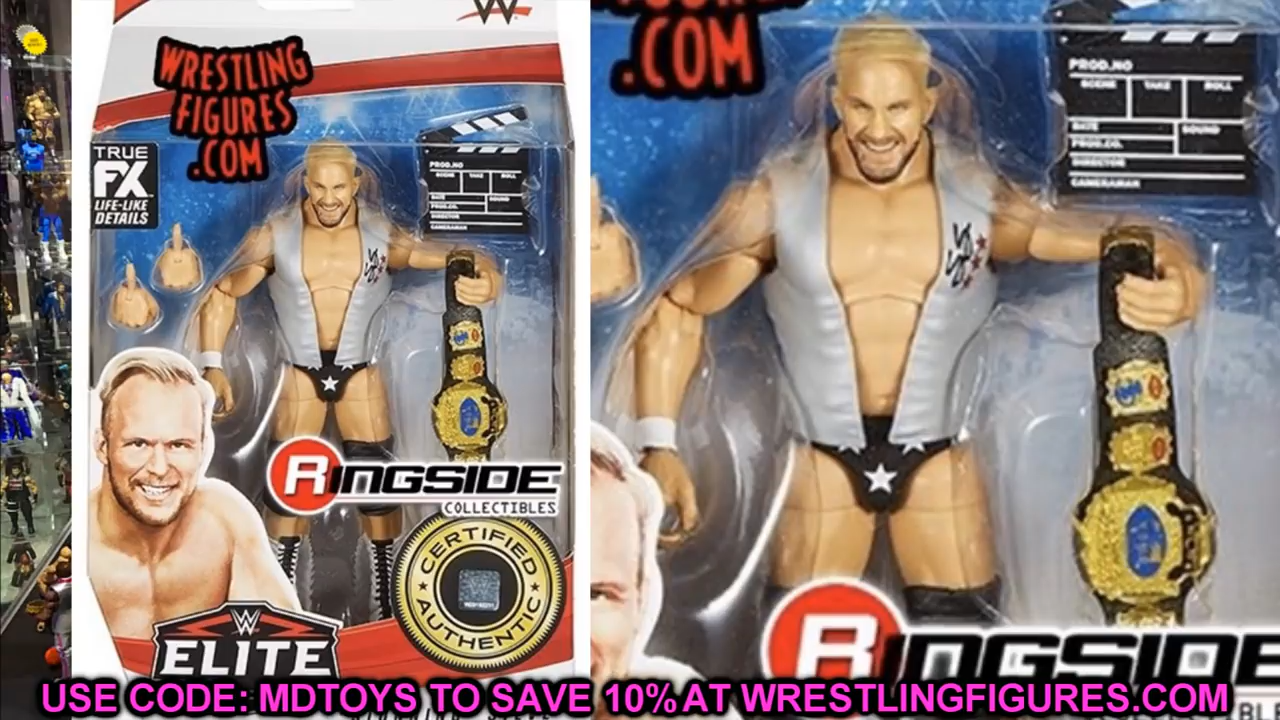 W
WRESTLING
FIGURES
.COM
TRUE
FX
LIFE-LIKE
DETAILS
PROD.NO
SCENE TAKE ROLL
DATE SOUND
PROD.CO.
DIRECTOR
CAMERAMAN
RINGSIDE
COLLECTIBLES
CERTIFIED
AUTHENTIC
W
ELITE
.COM
PROD.NO
SCENE TAKE ROLL
DATE SOUND
PROD.CO.
DIRECTOR
CAMERAMAN
RINGSIDE
USE CODE: MDTOYS TO SAVE 10% AT WRESTLINGFIGURES.COM